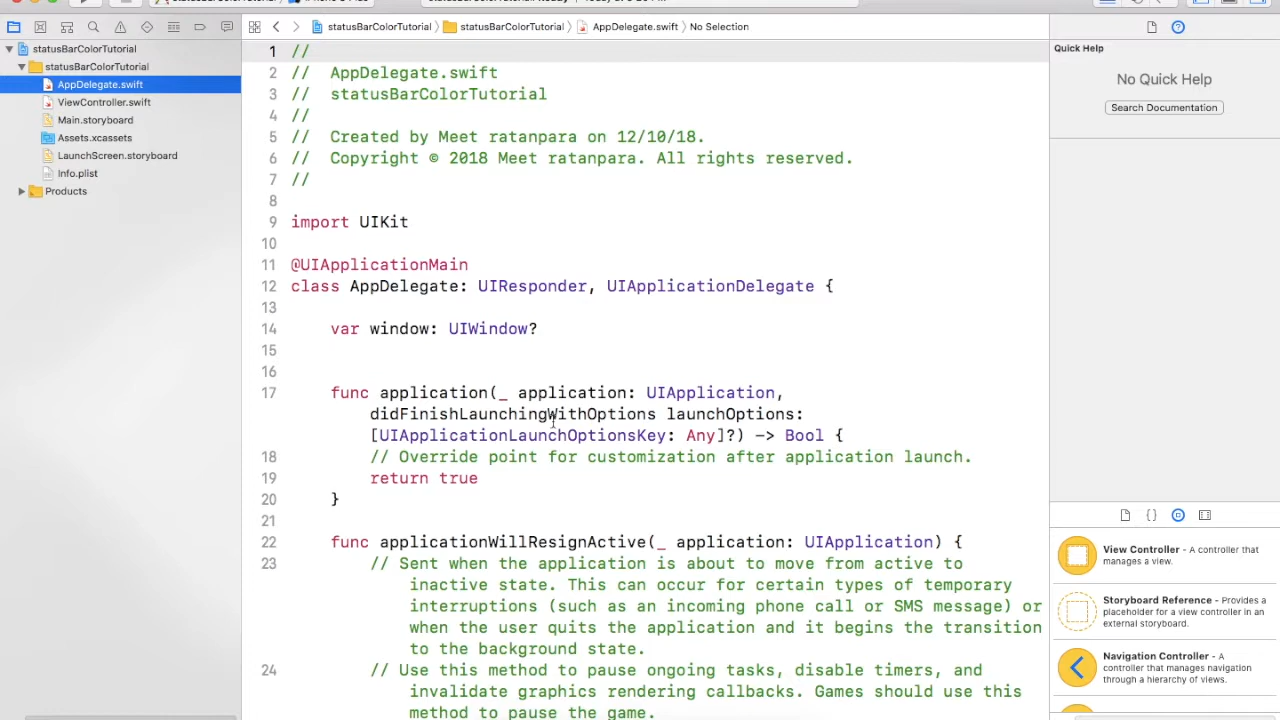 statusBarColorTutorial
statusBarColorTutorial
AppDelegate.swift
ViewController.swift
Main.storyboard
Assets.xcassets
LaunchScreen.storyboard
Info.plist
Products
statusBarColorTutorial
statusBarColorTutorial
AppDelegate.swift
No Selection
1 //
2 //  AppDelegate.swift
3 //  statusBarColorTutorial
4 //
5 //  Created by Meet ratanpara on 12/10/18.
6 //  Copyright © 2018 Meet ratanpara. All rights reserved.
7 //
8
9 import UIKit
10
11 @UIApplicationMain
12 class AppDelegate: UIResponder, UIApplicationDelegate {
13
14 var window: UIWindow?
15
16
17 func application(_ application: UIApplication,
didFinishLaunchingWithOptions launchOptions:
[UIApplicationLaunchOptionsKey: Any]?) -> Bool {
18 // Override point for customization after application launch.
19 return true
20 }
21
22 func applicationWillResignActive(_ application: UIApplication) {
23 // Sent when the application is about to move from active to
inactive state. This can occur for certain types of temporary
interruptions (such as an incoming phone call or SMS message) or
when the user quits the application and it begins the transition
to the background state.
24 // Use this method to pause ongoing tasks, disable timers, and
invalidate graphics rendering callbacks. Games should use this
method to pause the game.
Quick Help
No Quick Help
Search Documentation
{ }
View Controller - A controller that
manages a view.
Storyboard Reference - Provides a
placeholder for a view controller in an
external storyboard.
Navigation Controller - A
controller that manages navigation
through a hierarchy of views.